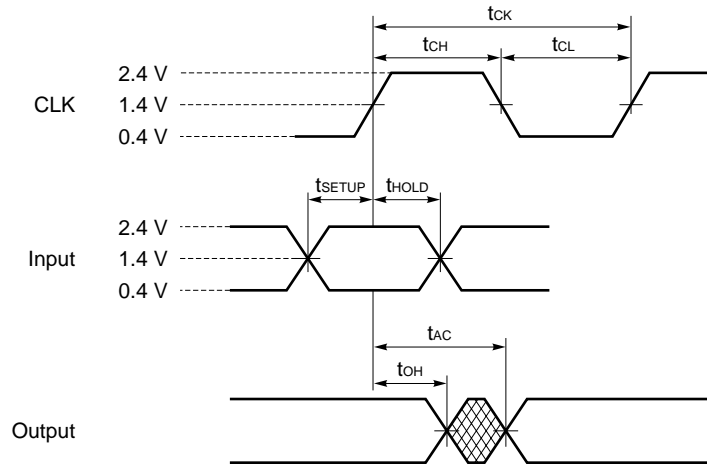 tCK
tCH tCL
2.4 V
CLK 1.4 V
0.4 V
tSETUP tHOLD
2.4 V
Input 1.4 V
0.4 V
tAC
tOH
Output